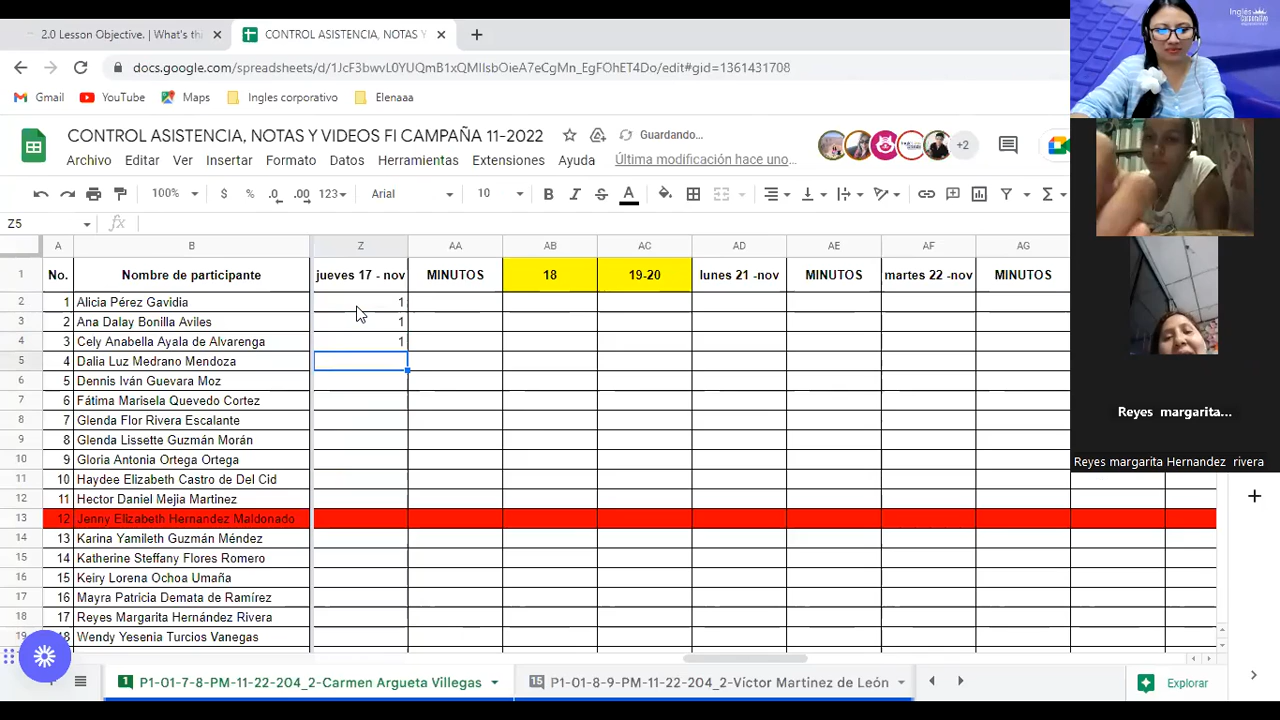 2.0 Lesson Objective. | What's th
CONTROL ASISTENCIA, NOTAS Y
Inglés
docs.google.com/spreadsheets/d/1JcF3bwvL0YUQmB1xQMlsbOieA7eCgMn_EgFOhET4Do/edit#gid=1361431708
Gmail YouTube Maps Ingles corporativo Elenaaa
CONTROL ASISTENCIA, NOTAS Y VIDEOS FI CAMPAÑA 11-2022 Guardando...
+2
Archivo Editar Ver Insertar Formato Datos Herramientas Extensiones Ayuda Última modificación hace uno...
100% $ % .0 .00 123 Arial 10 B I S A Σ
Z5 fx
A B Z AA AB AC AD AE AF AG
1 No. Nombre de participante jueves 17 - nov MINUTOS 18 19-20 lunes 21 -nov MINUTOS martes 22 -nov MINUTOS
2 1 Alicia Pérez Gavidia 1
3 2 Ana Dalay Bonilla Aviles 1
4 3 Cely Anabella Ayala de Alvarenga 1
5 4 Dalia Luz Medrano Mendoza
6 5 Dennis Iván Guevara Moz
7 6 Fátima Marisela Quevedo Cortez
8 7 Glenda Flor Rivera Escalante
9 8 Glenda Lissette Guzmán Morán
10 9 Gloria Antonia Ortega Ortega
11 10 Haydee Elizabeth Castro de Del Cid
12 11 Hector Daniel Mejia Martinez
13 12 Jenny Elizabeth Hernandez Maldonado
14 13 Karina Yamileth Guzmán Méndez
15 14 Katherine Steffany Flores Romero
16 15 Keiry Lorena Ochoa Umaña
17 16 Mayra Patricia Demata de Ramírez
18 17 Reyes Margarita Hernández Rivera
19 18 Wendy Yesenia Turcios Vanegas
Reyes margarita...
Reyes margarita Hernandez rivera
1 P1-01-7-8-PM-11-22-204_2-Carmen Argueta Villegas 15 P1-01-8-9-PM-11-22-204_2-Víctor Martinez de León Explorar